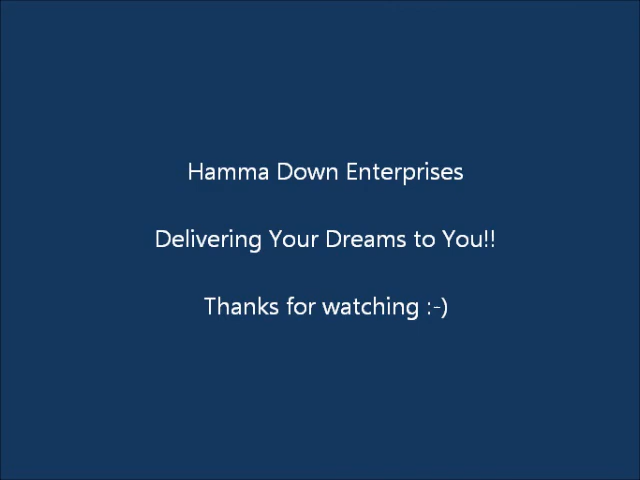 Hamma Down Enterprises
Delivering Your Dreams to You!!
Thanks for watching :-)